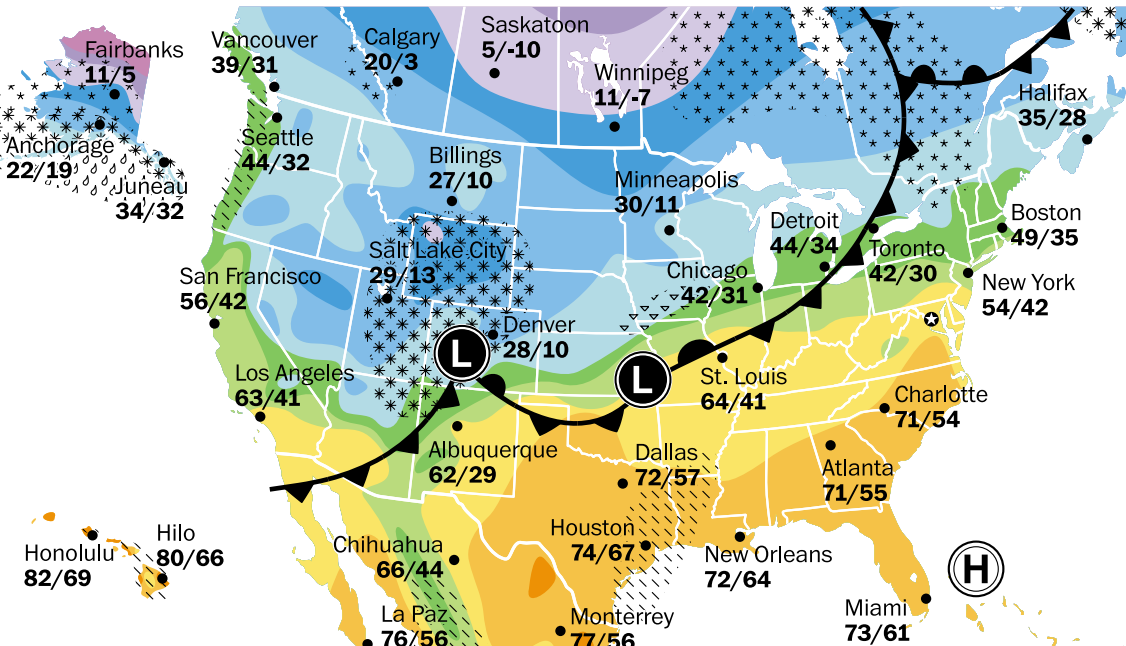 Saskatoon
5/-10
Fairbanks
11/5
Vancouver
39/31
Calgary
20/3
Winnipeg
11/-7
Halifax
35/28
Anchorage
22/19
Seattle
44/32
Billings
27/10
Juneau
34/32
Minneapolis
30/11
Boston
49/35
Detroit
44/34
Toronto
42/30
Salt Lake City
29/13
San Francisco
56/42
Chicago
42/31
New York
54/42
Denver
28/10
L
L
Los Angeles
63/41
St. Louis
64/41
Charlotte
71/54
Albuquerque
62/29
Dallas
72/57
Atlanta
71/55
Honolulu
82/69
Hilo
80/66
Chihuahua
66/44
Houston
74/67
New Orleans
72/64
H
La Paz
76/56
Monterrey
77/56
Miami
73/61